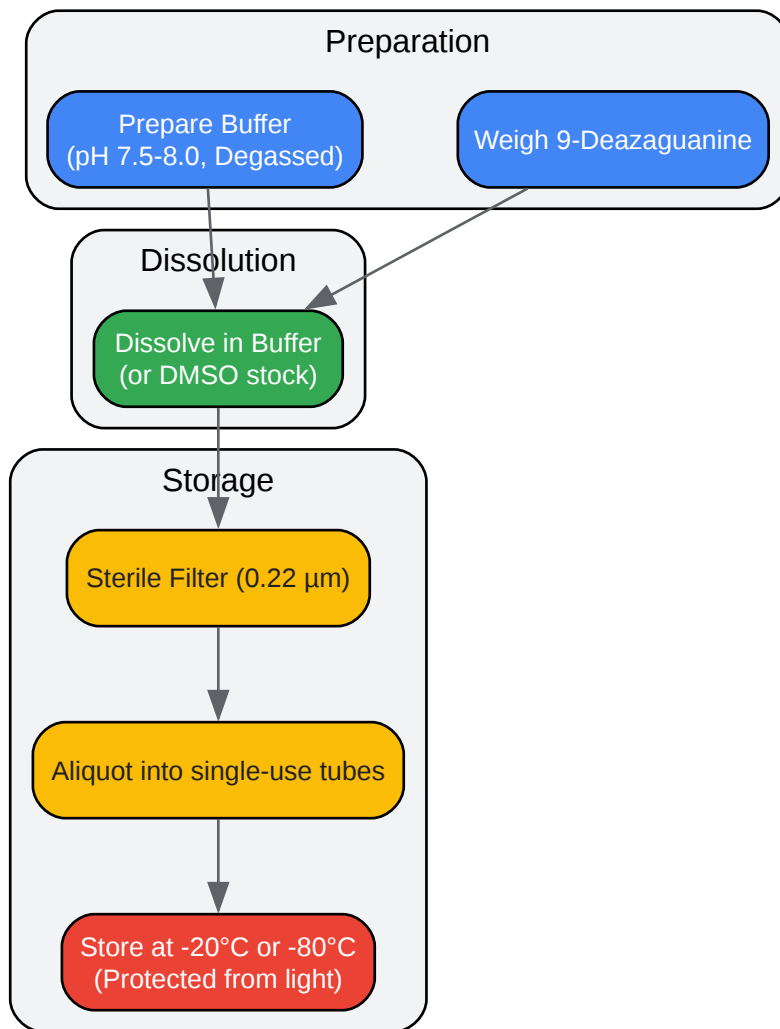 Preparation
Prepare Buffer
(pH 7.5-8.0, Degassed)
Weigh 9-Deazaguanine
Dissolution
Dissolve in Buffer
(or DMSO stock)
Storage
Sterile Filter (0.22 µm)
Aliquot into single-use tubes
Store at -20°C or -80°C
(Protected from light)